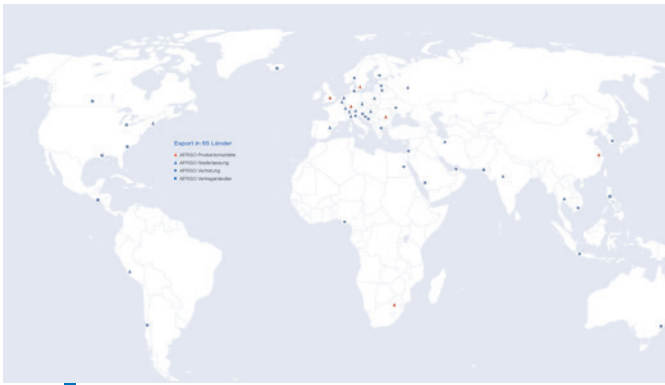 Export in 65 Länder
AFRISO Produktionsstätte
AFRISO Niederlassung
AFRISO Vertretung
AFRISO Vertragshändler